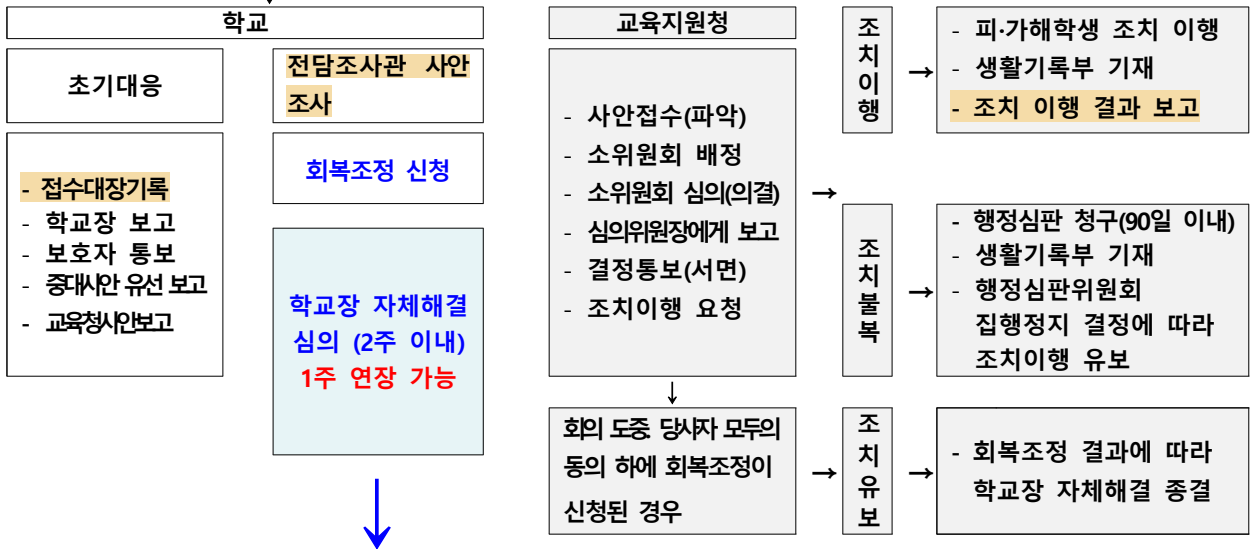 학교
초기대응
- 접수대장기록
- 학교장 보고
- 보호자 통보
- 중대사안 유선 보고
- 교육청사안보고
전담조사관 사안
조사
회복조정 신청
학교장 자체해결
심의 (2주 이내)
1주 연장 가능
교육지원청
- 사안접수(파악)
- 소위원회 배정
- 소위원회 심의(의결)
- 심의위원장에게 보고
- 결정통보(서면)
- 조치이행 요청
↓
회의 도중 당사자 모두의
동의 하에 회복조정이
신청된 경우
→
→
조
치
이
행
→
- 피·가해학생 조치 이행
- 생활기록부 기재
- 조치 이행 결과 보고
조
치
불
복
→
- 행정심판 청구(90일 이내)
- 생활기록부 기재
- 행정심판위원회
집행정지 결정에 따라
조치이행 유보
조
치
유
보
→
- 회복조정 결과에 따라
학교장 자체해결 종결